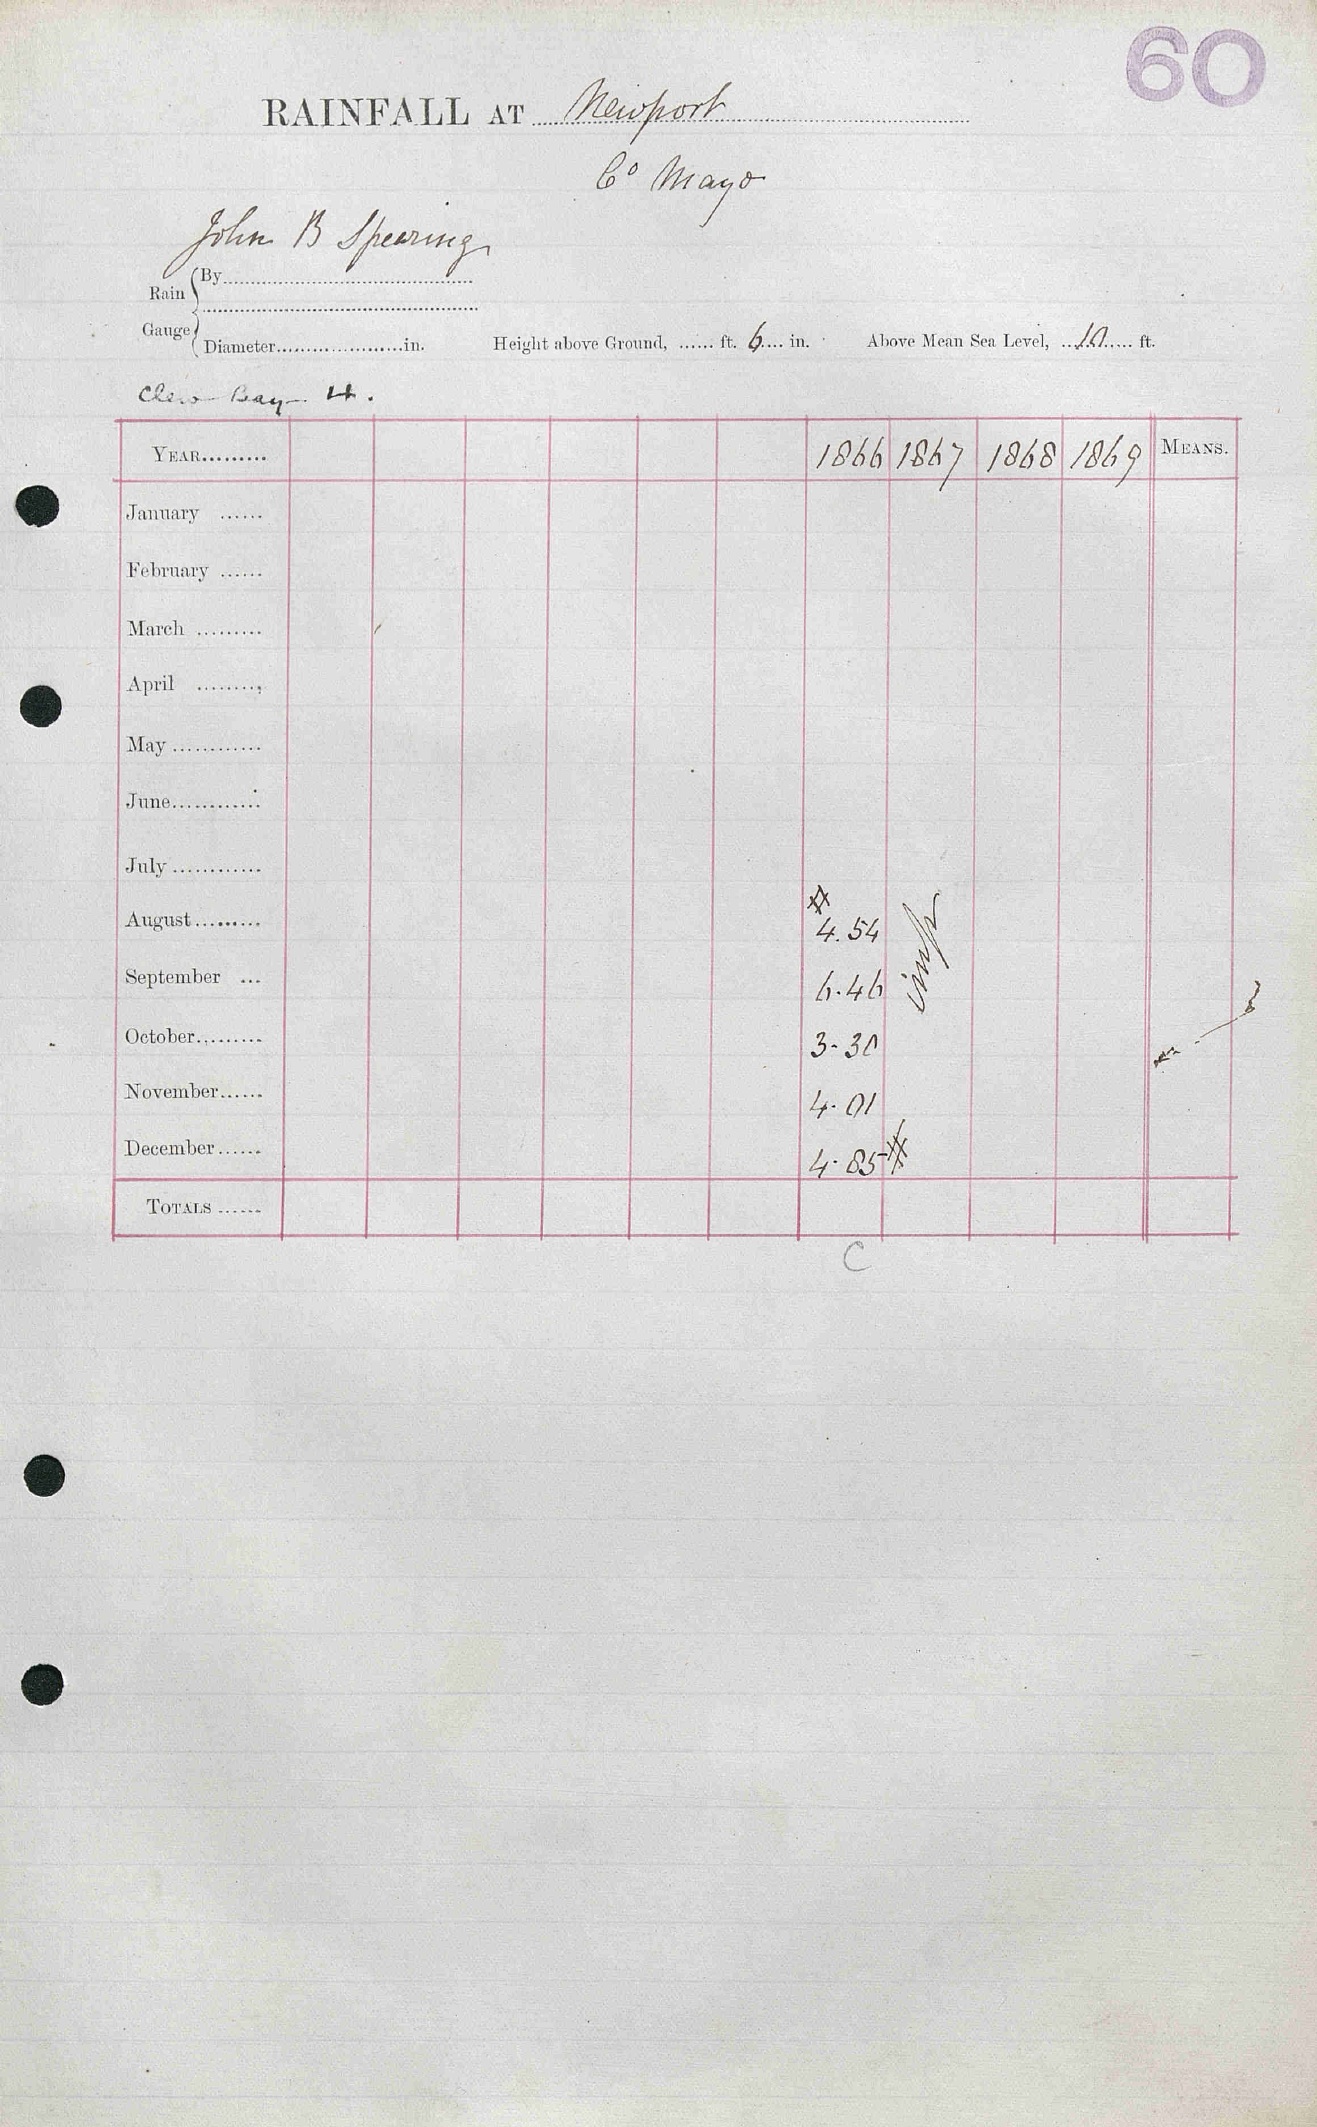 60
RAINFALL AT Newport
Co Mayo
John B Spearing
Rain Gauge By
Diameter in. Height above Ground, ft. 6 in. Above Mean Sea Level, 10 ft.
Clew Bay 4.
YEAR 1866 1867 1868 1869 MEANS.
January
February
March
April
May
June
July
August 4.54
September 6.46
October 3.30
November 4.01
December 4.85
TOTALS
imp
C